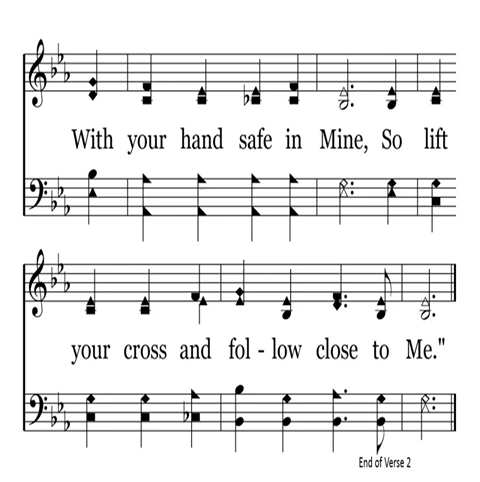 With your hand safe in Mine, So lift
your cross and fol - low close to Me."
End of Verse 2